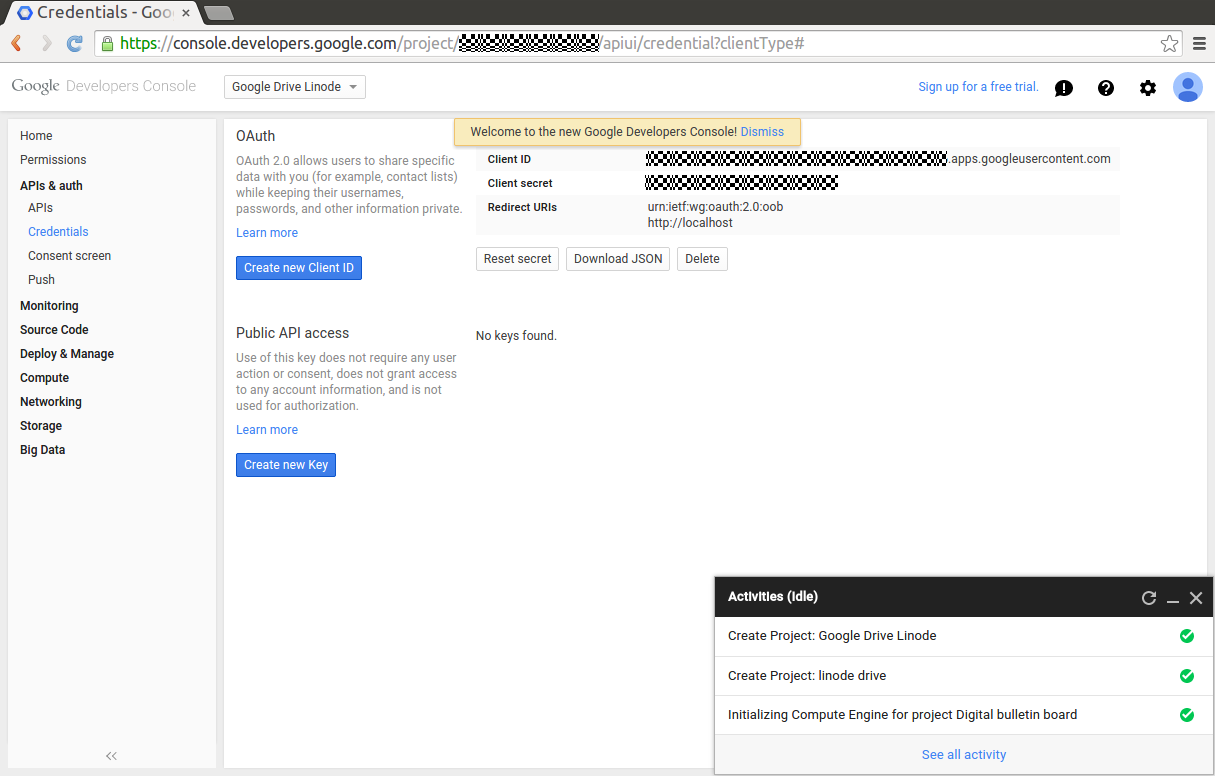 Credentials - Goo
https://console.developers.google.com/project/ /apiui/credential?clientType#
Google Developers Console
Google Drive Linode
Sign up for a free trial.
Welcome to the new Google Developers Console! Dismiss
Home
Permissions
APIs & auth
APIs
Credentials
Consent screen
Push
Monitoring
Source Code
Deploy & Manage
Compute
Networking
Storage
Big Data
OAuth
OAuth 2.0 allows users to share specific
data with you (for example, contact lists)
while keeping their usernames,
passwords, and other information private.
Learn more
Create new Client ID
Client ID .apps.googleusercontent.com
Client secret
Redirect URIs urn:ietf:wg:oauth:2.0:oob
http://localhost
Reset secret Download JSON Delete
Public API access
Use of this key does not require any user
action or consent, does not grant access
to any account information, and is not
used for authorization.
Learn more
Create new Key
No keys found.
Activities (Idle)
Create Project: Google Drive Linode
Create Project: linode drive
Initializing Compute Engine for project Digital bulletin board
See all activity